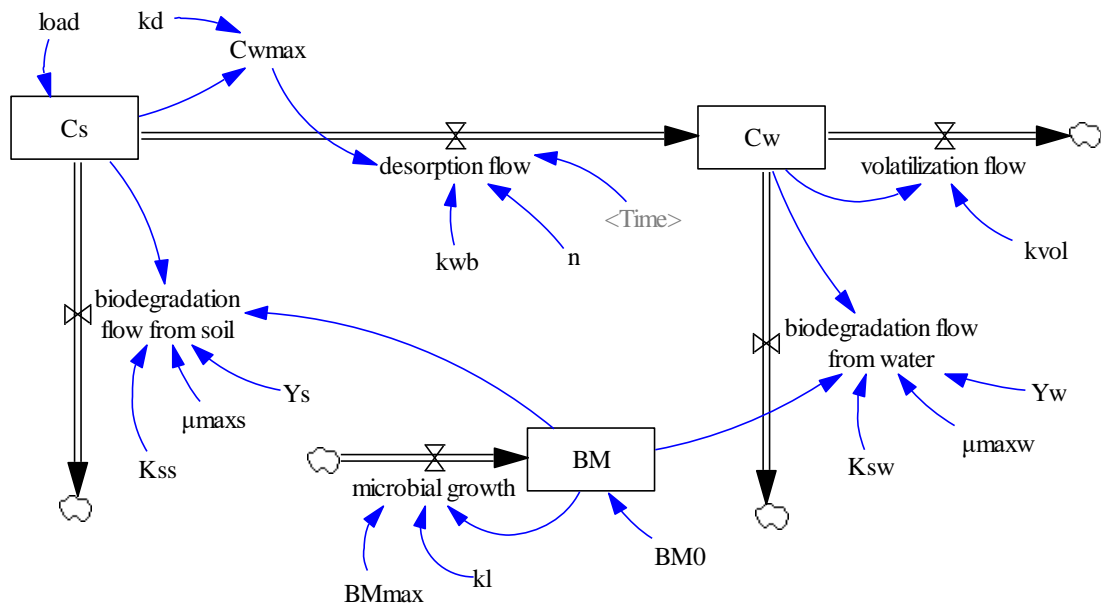 load
kd
Cwmax
Cs
Cw
desorption flow
volatilization flow
<Time>
kwb
n
kvol
biodegradation
flow from soil
biodegradation flow
from water
Ys
μmaxs
Kss
Yw
μmaxw
Ksw
BM
microbial growth
BM0
kl
BMmax